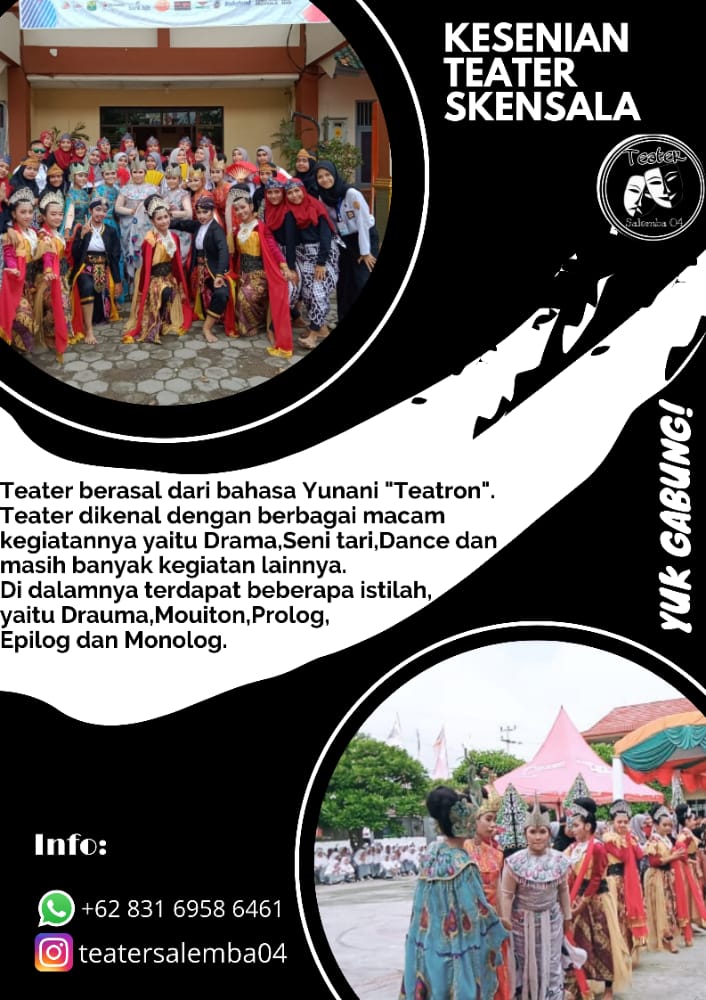 KESENIAN
TEATER
SKENSALA
Teater
Salemba 04
YUK GABUNG!
Teater berasal dari bahasa Yunani "Teatron".
Teater dikenal dengan berbagai macam
kegiatannya yaitu Drama,Seni tari,Dance dan
masih banyak kegiatan lainnya.
Di dalamnya terdapat beberapa istilah,
yaitu Drauma,Mouiton,Prolog,
Epilog dan Monolog.
Info:
+62 831 6958 6461
teatersalemba04